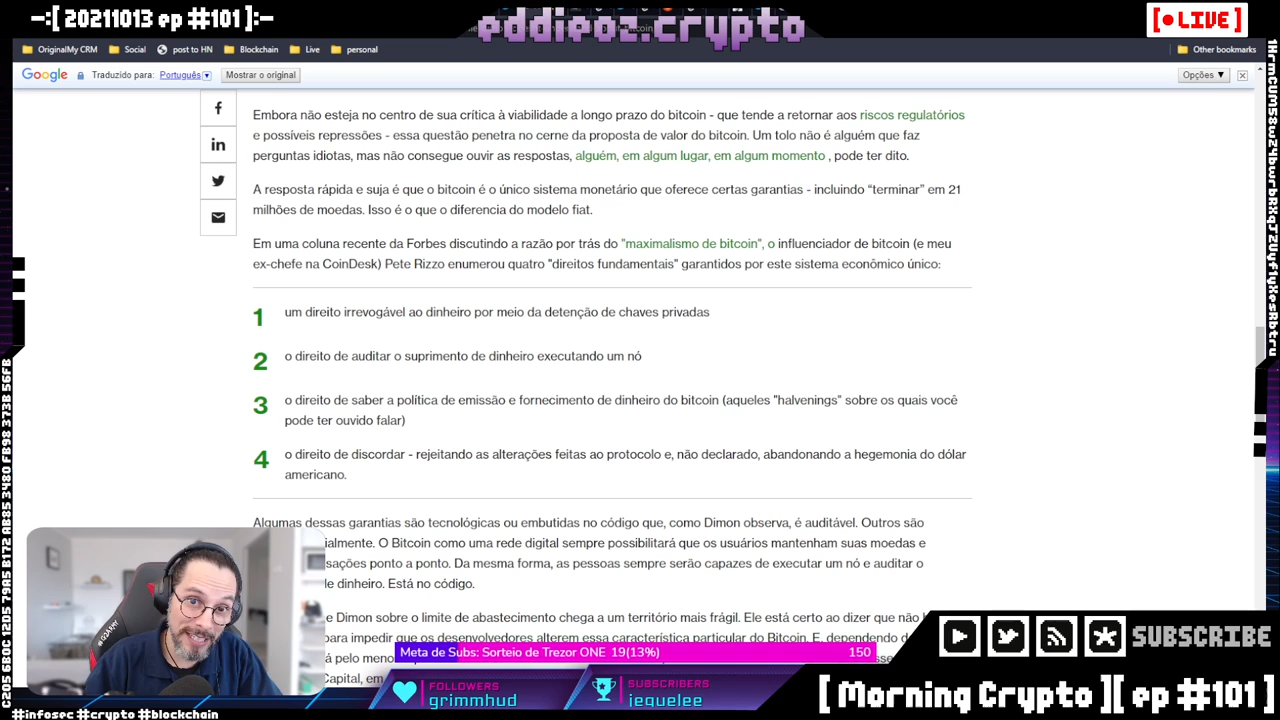 –:[ 20211013 ep #101 ]:–
eddieoz.crypto
[● LIVE]
OriginalMy CRM
Social
post to HN
Blockchain
Live
personal
Other bookmarks
Google
Traduzido para: Português
Mostrar o original
Opções ▼
Embora não esteja no centro de sua crítica à viabilidade a longo prazo do bitcoin - que tende a retornar aos riscos regulatórios
e possíveis repressões - essa questão penetra no cerne da proposta de valor do bitcoin. Um tolo não é alguém que faz
perguntas idiotas, mas não consegue ouvir as respostas, alguém, em algum lugar, em algum momento , pode ter dito.
A resposta rápida e suja é que o bitcoin é o único sistema monetário que oferece certas garantias - incluindo “terminar” em 21
milhões de moedas. Isso é o que o diferencia do modelo fiat.
Em uma coluna recente da Forbes discutindo a razão por trás do "maximalismo de bitcoin", o influenciador de bitcoin (e meu
ex-chefe na CoinDesk) Pete Rizzo enumerou quatro "direitos fundamentais" garantidos por este sistema econômico único:
1 um direito irrevogável ao dinheiro por meio da detenção de chaves privadas
2 o direito de auditar o suprimento de dinheiro executando um nó
3 o direito de saber a política de emissão e fornecimento de dinheiro do bitcoin (aqueles "halvenings" sobre os quais você
pode ter ouvido falar)
4 o direito de discordar - rejeitando as alterações feitas ao protocolo e, não declarado, abandonando a hegemonia do dólar
americano.
Algumas dessas garantias são tecnológicas ou embutidas no código que, como Dimon observa, é auditável. Outros são
ialmente. O Bitcoin como uma rede digital sempre possibilitará que os usuários mantenham suas moedas e
sações ponto a ponto. Da mesma forma, as pessoas sempre serão capazes de executar um nó e auditar o
le dinheiro. Está no código.
e Dimon sobre o limite de abastecimento chega a um território mais frágil. Ele está certo ao dizer que não
para impedir que os desenvolvedores alterem essa característica particular do Bitcoin. E, dependendo
á pelo menos
Capital, em
Meta de Subs: Sorteio de Trezor ONE 19(13%)
150
FOLLOWERS
grimmhud
SUBSCRIBERS
jequelee
SUBSCRIBE
[ Morning Crypto ][ ep #101 ]
#infosec #crypto #blockchain